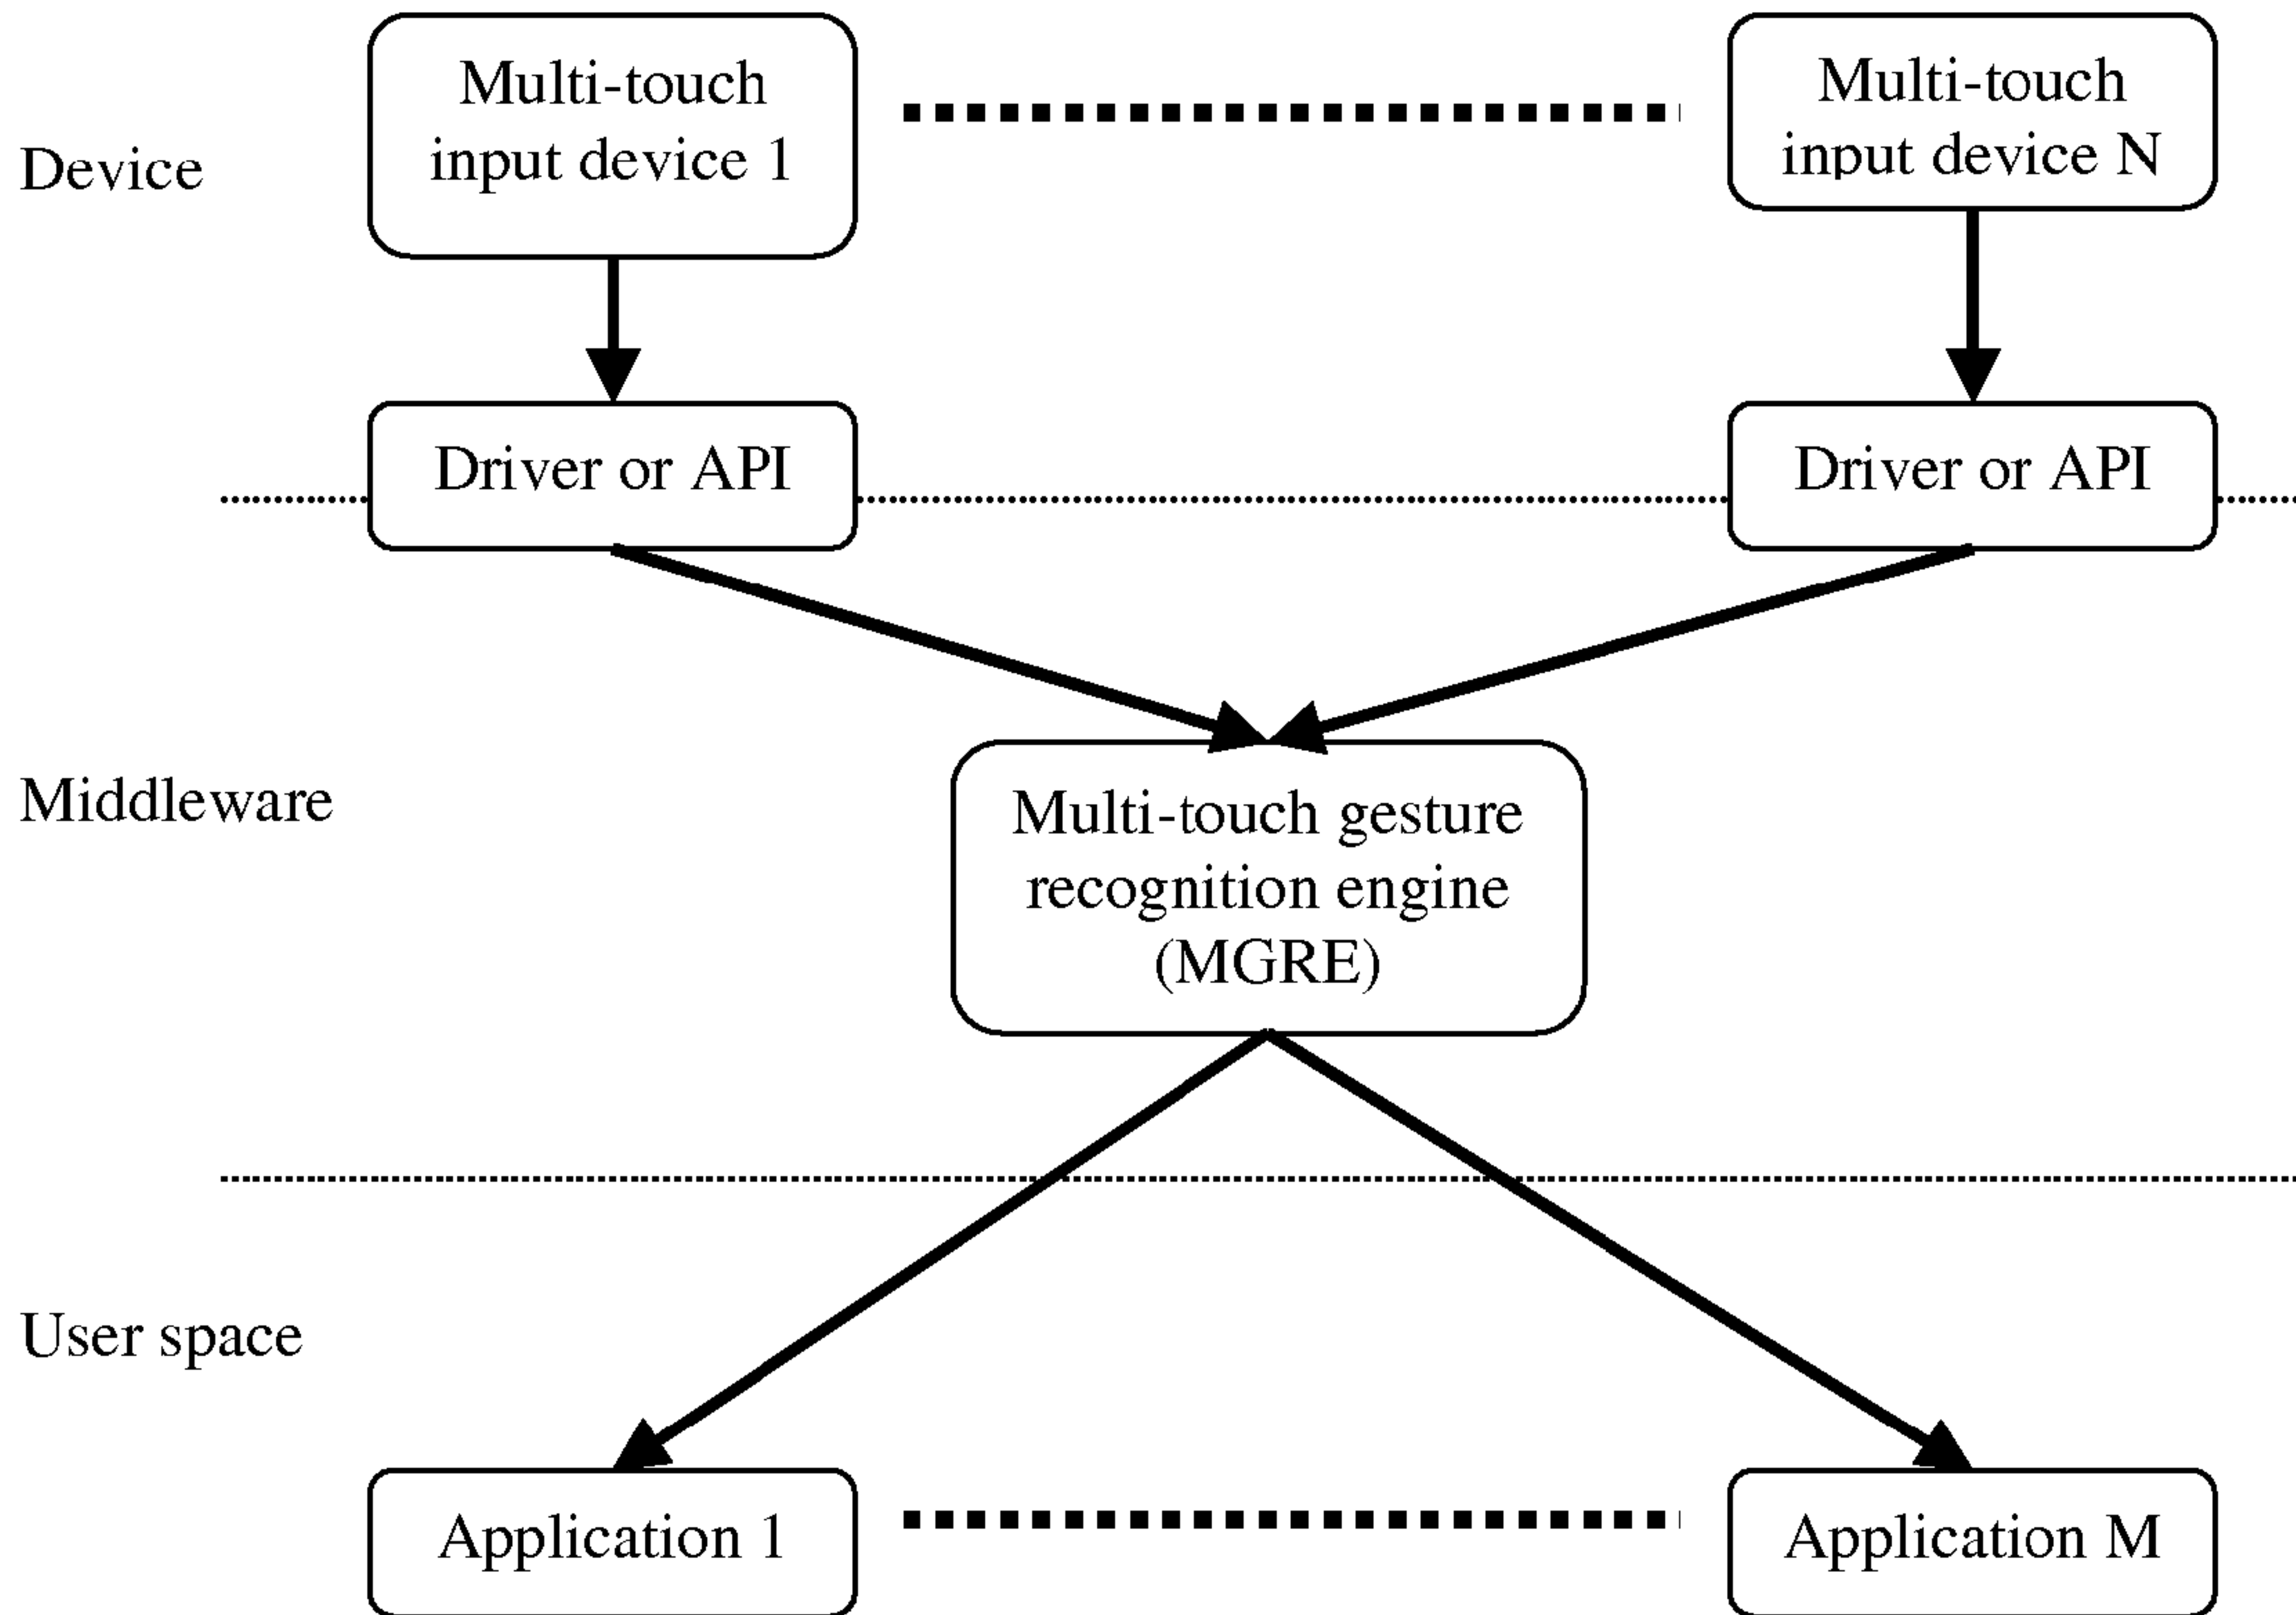 Multi-touch
input device 1
Multi-touch
input device N
Device
Driver or API
Driver or API
Middleware
Multi-touch gesture
recognition engine
(MGRE)
User space
Application 1
Application M